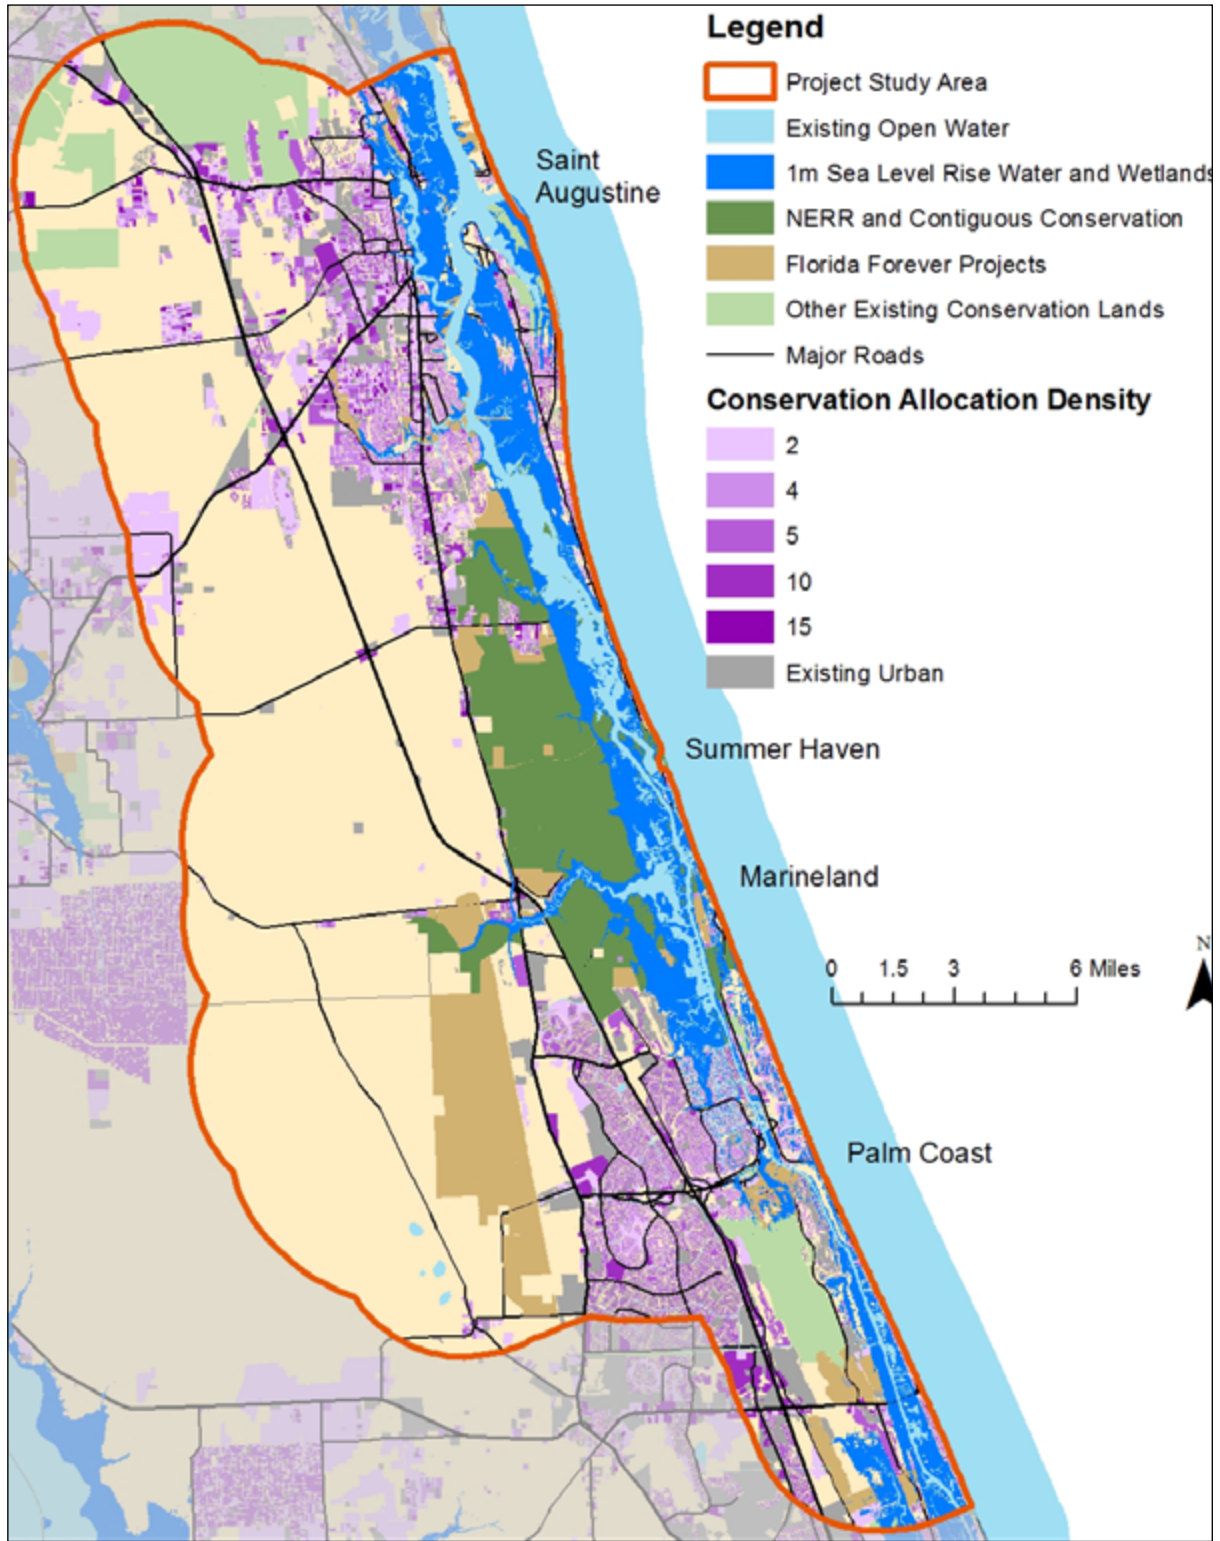 Legend
Project Study Area
Existing Open Water
1m Sea Level Rise Water and Wetlands
NERR and Contiguous Conservation
Florida Forever Projects
Other Existing Conservation Lands
Major Roads
Conservation Allocation Density
2
4
5
10
15
Existing Urban
Saint
Augustine
Summer Haven
Marineland
0 1.5 3 6 Miles
N
Palm Coast